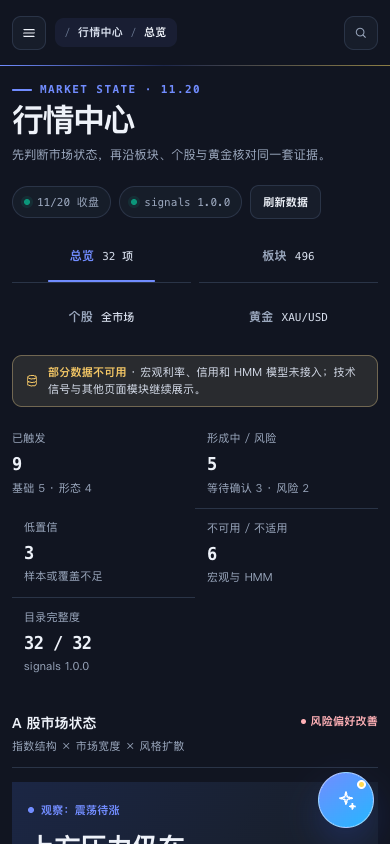 / 行情中心 / 总览
MARKET STATE · 11.20
行情中心
先判断市场状态，再沿板块、个股与黄金核对同一套证据。
11/20 收盘
signals 1.0.0
刷新数据
总览 32 项
板块 496
个股 全市场
黄金 XAU/USD
部分数据不可用 · 宏观利率、信用和 HMM 模型未接入；技术
信号与其他页面模块继续展示。
已触发
9
基础 5 · 形态 4
形成中 / 风险
5
等待确认 3 · 风险 2
低置信
3
样本或覆盖不足
不可用 / 不适用
6
宏观与 HMM
目录完整度
32 / 32
signals 1.0.0
A 股市场状态
风险偏好改善
指数结构 × 市场宽度 × 风格扩散
观察: 震荡待涨
上方压力仍在